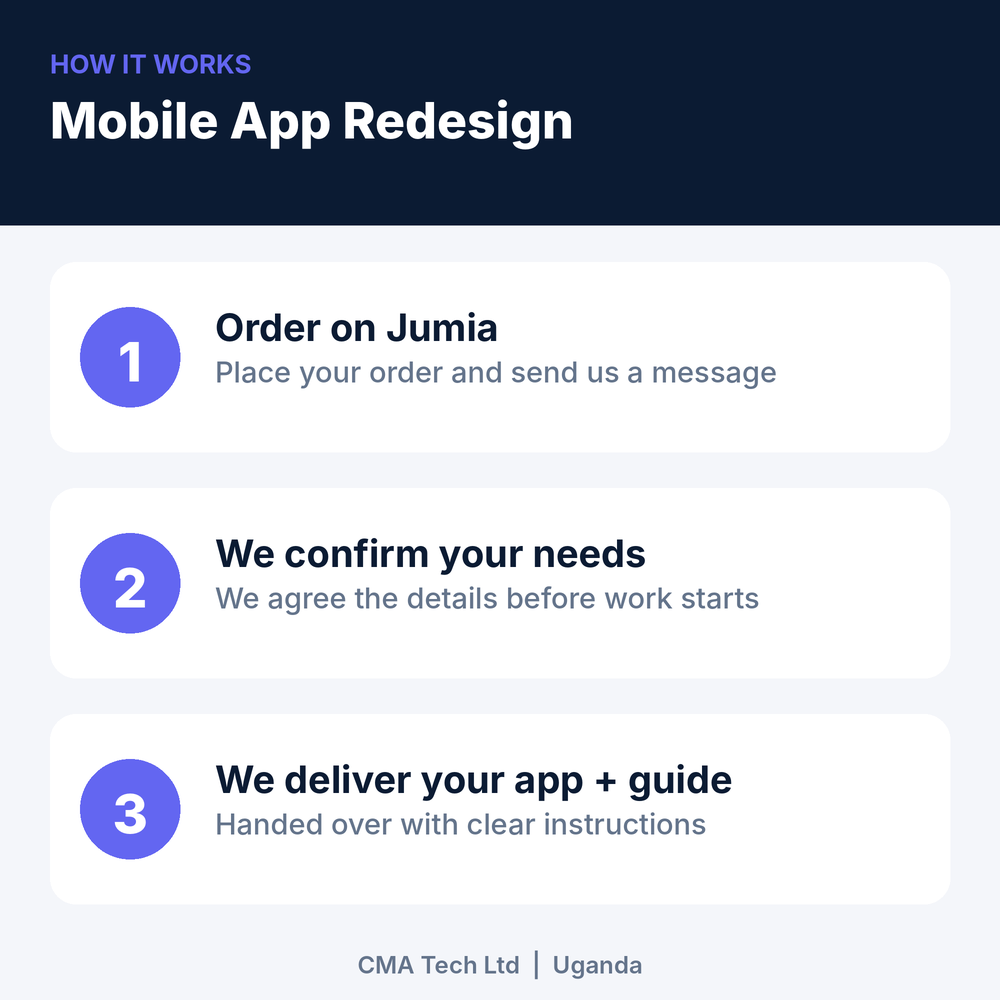 HOW IT WORKS
Mobile App Redesign
1
Order on Jumia
Place your order and send us a message
2
We confirm your needs
We agree the details before work starts
3
We deliver your app + guide
Handed over with clear instructions
CMA Tech Ltd | Uganda